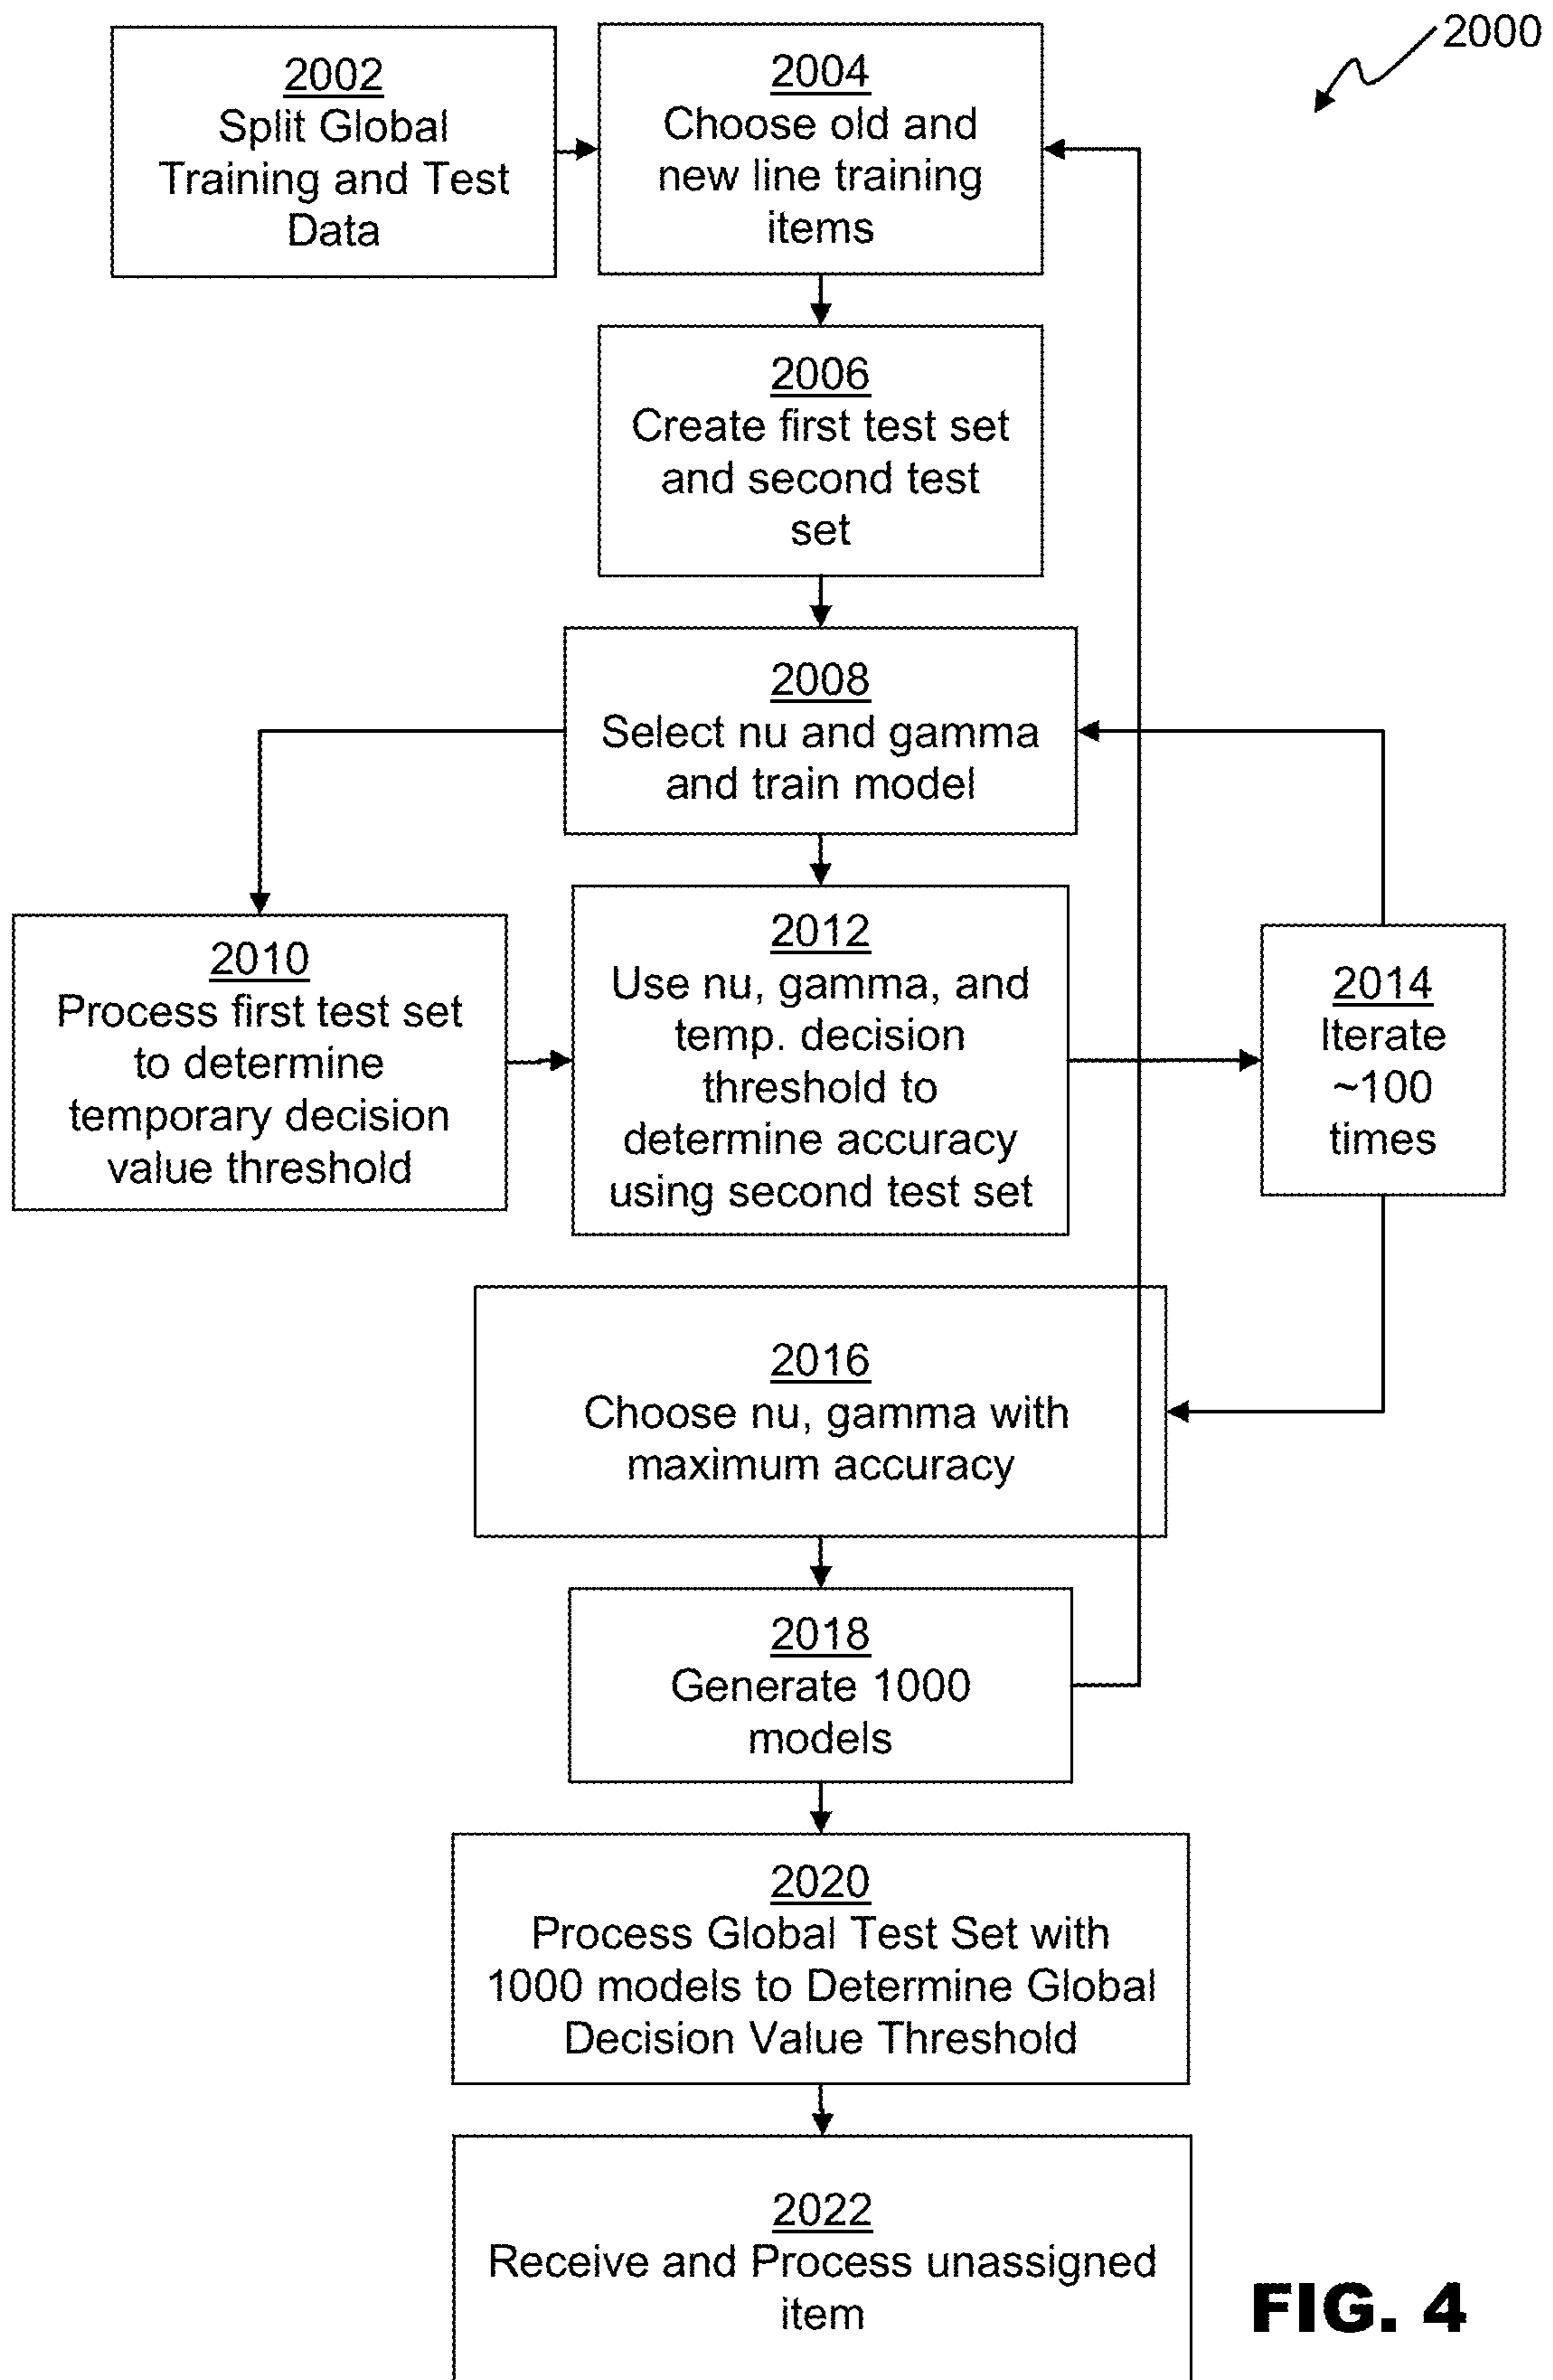 2000
2002
Split Global
Training and Test
Data
2004
Choose old and
new line training
items
2006
Create first test set
and second test
set
2008
Select nu and gamma
and train model
2010
Process first test set
to determine
temporary decision
value threshold
2012
Use nu, gamma, and
temp. decision
threshold to
determine accuracy
using second test set
2014
Iterate
~100
times
2016
Choose nu, gamma with
maximum accuracy
2018
Generate 1000
models
2020
Process Global Test Set with
1000 models to Determine Global
Decision Value Threshold
2022
Receive and Process unassigned
item
FIG. 4